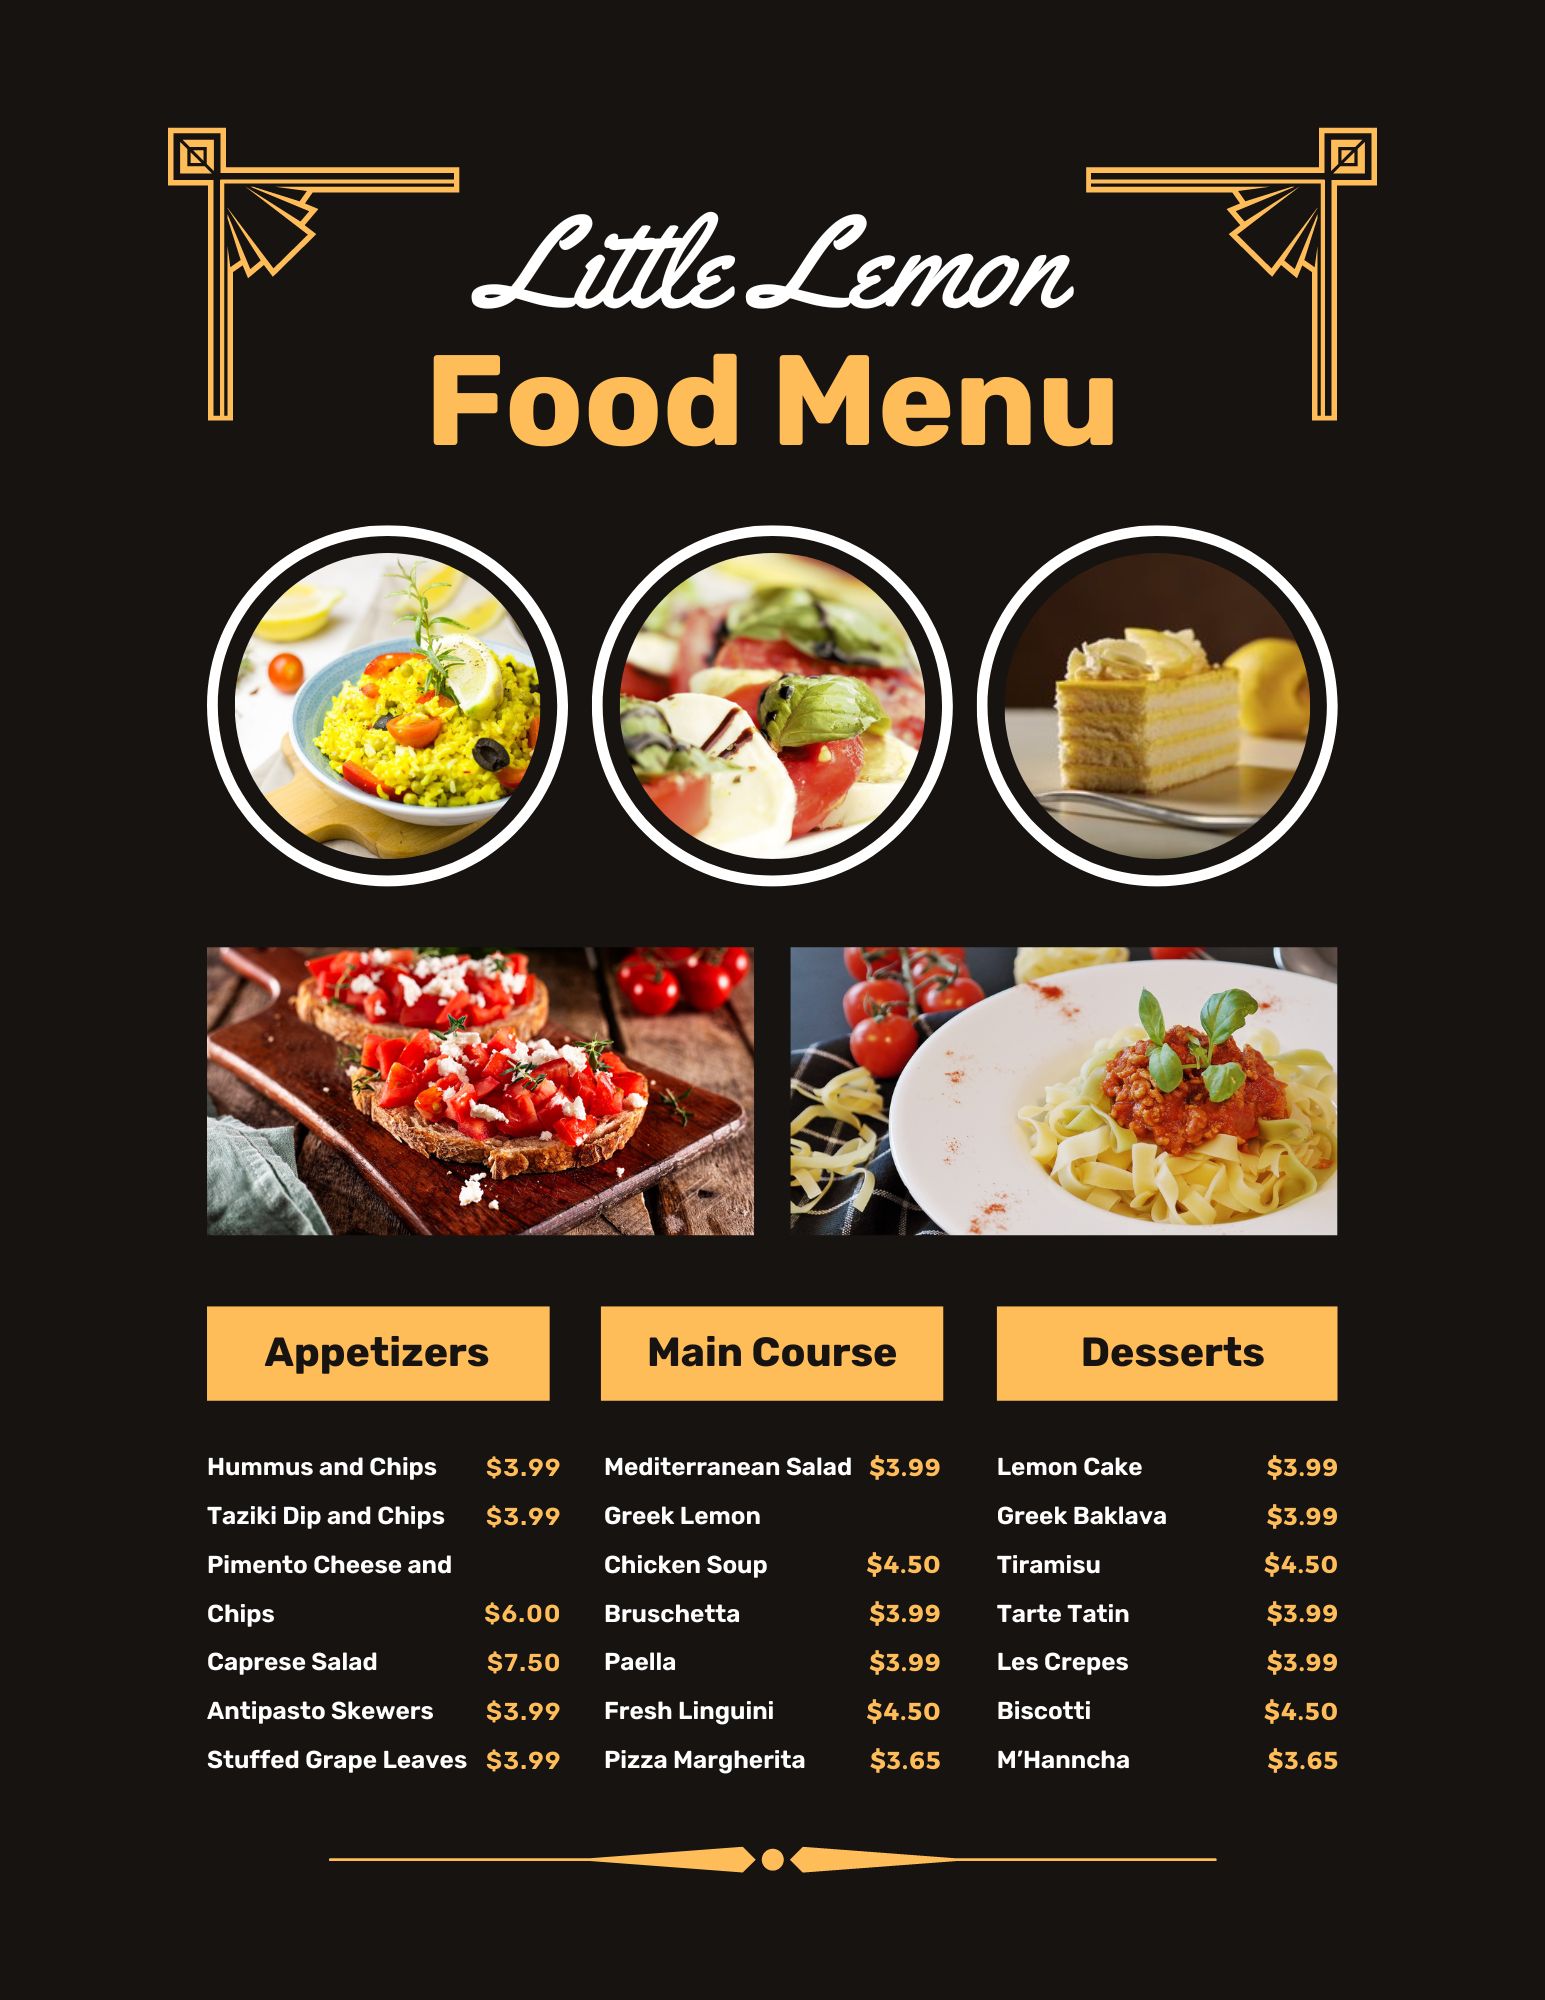 Little Lemon
Food Menu
Appetizers
Hummus and Chips $3.99
Taziki Dip and Chips $3.99
Pimento Cheese and
Chips $6.00
Caprese Salad $7.50
Antipasto Skewers $3.99
Stuffed Grape Leaves $3.99
Main Course
Mediterranean Salad $3.99
Greek Lemon
Chicken Soup $4.50
Bruschetta $3.99
Paella $3.99
Fresh Linguini $4.50
Pizza Margherita $3.65
Desserts
Lemon Cake $3.99
Greek Baklava $3.99
Tiramisu $4.50
Tarte Tatin $3.99
Les Crepes $3.99
Biscotti $4.50
M’Hanncha $3.65